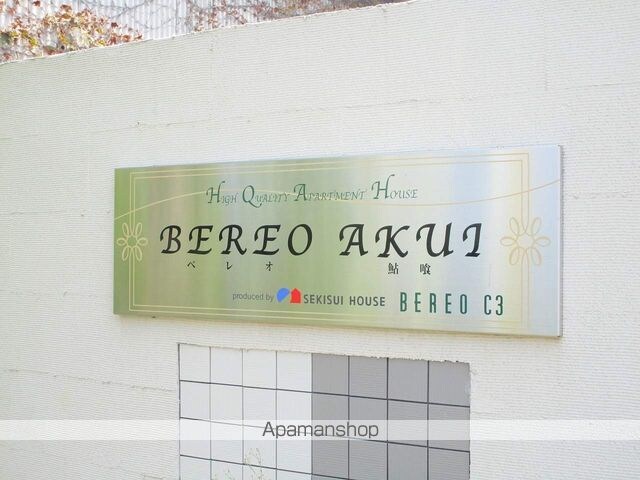 HIGH QUALITY APARTMENT HOUSE
BEREO AKUI
ベレオ 鮎喰
produced by SEKISUI HOUSE BEREO C3
Apamanshop